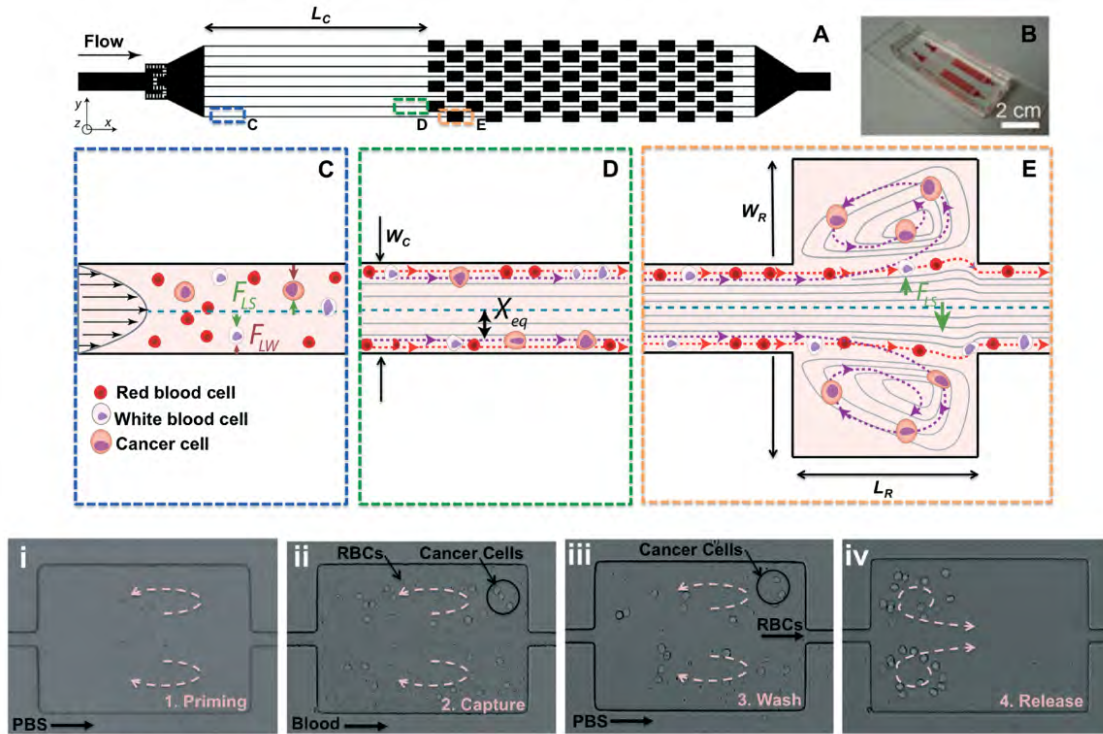 L_C
Flow
A
B
y
z
x
C
D
E
2 cm
C
D
E
W_C
W_R
F_LS
F_LW
X_eq
F_LS
Red blood cell
White blood cell
Cancer cell
L_R
i
ii
iii
iv
RBCs
Cancer Cells
Cancer Cells
RBCs
1. Priming
2. Capture
3. Wash
4. Release
PBS
Blood
PBS